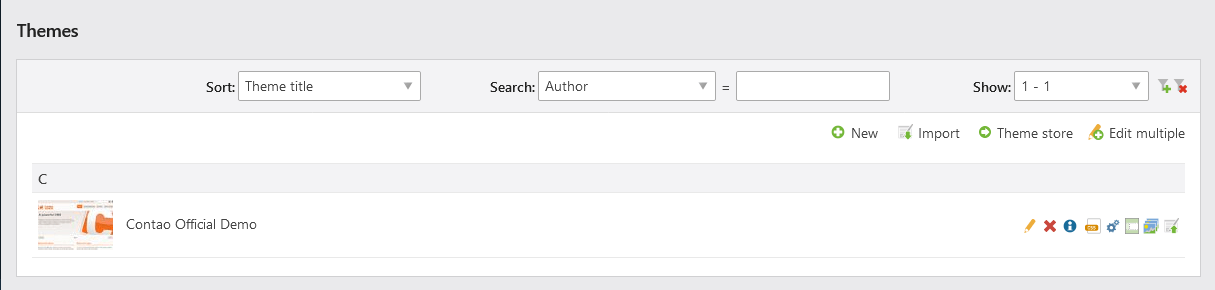 Themes
Sort: Theme title Search: Author = Show: 1 - 1
New Import Theme store Edit multiple
C
Contao Official Demo